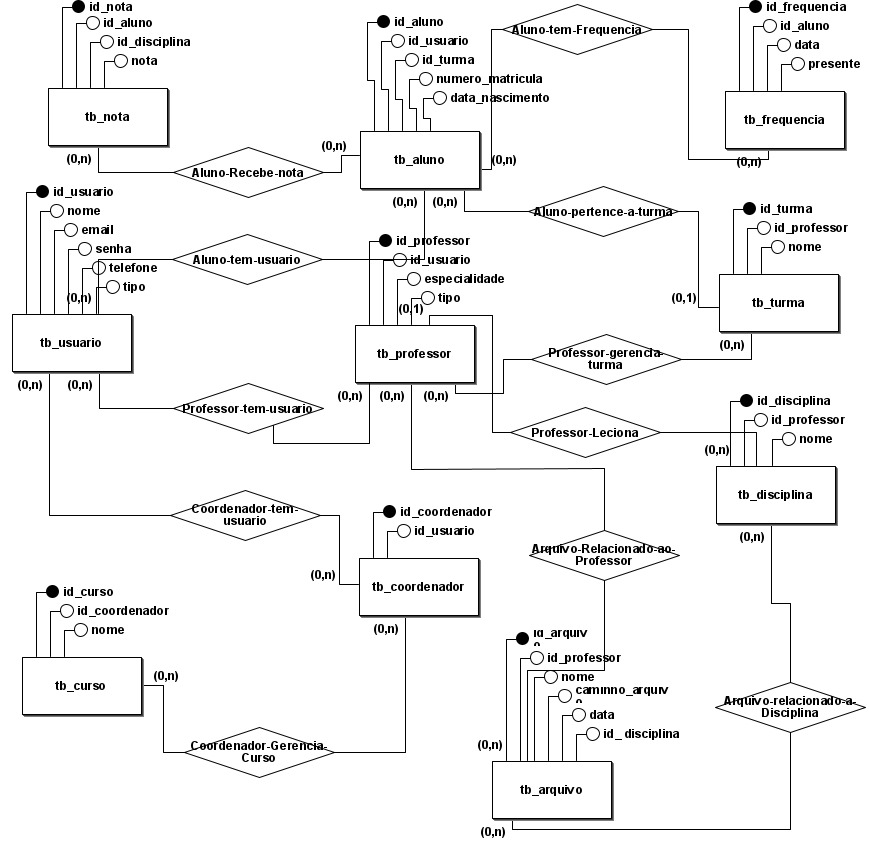 id_nota
id_aluno
id_disciplina
nota
tb_nota
(0,n)
id_aluno
id_usuario
id_turma
numero_matricula
data_nascimento
tb_aluno
(0,n)
(0,n)
(0,n)
(0,n)
Aluno-tem-Frequencia
id_frequencia
id_aluno
data
presente
tb_frequencia
(0,n)
Aluno-Recebe-nota
id_usuario
nome
email
senha
telefone
tipo
(0,n)
tb_usuario
(0,n)
(0,n)
Aluno-tem-usuario
Aluno-pertence-a-turma
id_turma
id_professor
nome
(0,1)
tb_turma
(0,n)
id_professor
id_usuario
especialidade
tipo
(0,1)
tb_professor
(0,n)
(0,n)
(0,n)
Professor-gerencia-
turma
Professor-tem-usuario
Professor-Leciona
id_disciplina
id_professor
nome
(0,n)
tb_disciplina
(0,n)
Coordenador-tem-
usuario
id_coordenador
id_usuario
(0,n)
tb_coordenador
(0,n)
Arquivo-Relacionado-ao-
Professor
id_curso
id_coordenador
nome
tb_curso
(0,n)
Coordenador-Gerencia-
Curso
id_arquiv
o
id_professor
nome
caminho_arquiv
o
data
id_disciplina
(0,n)
tb_arquivo
(0,n)
Arquivo-relacionado-a-
Disciplina